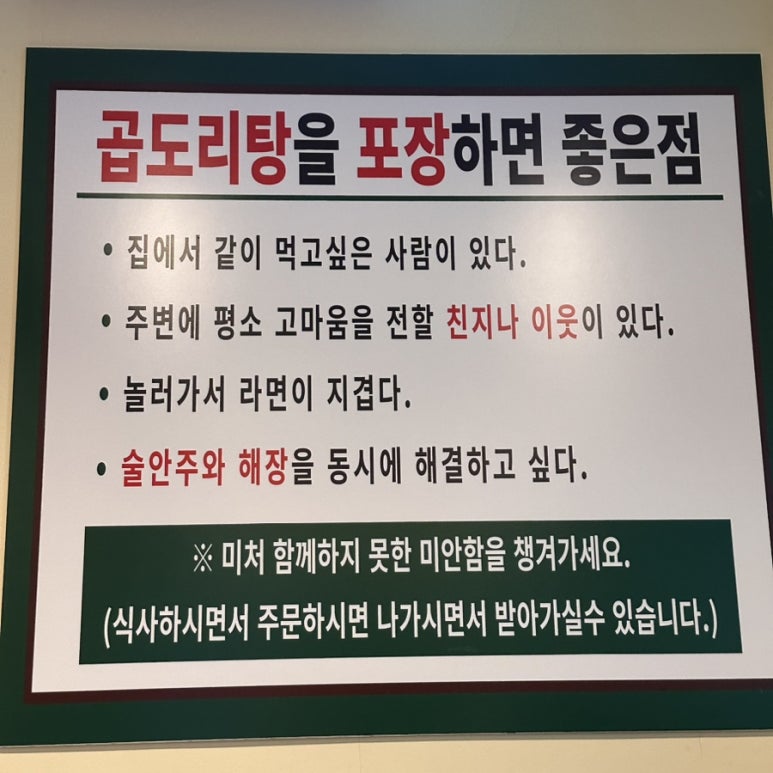 곱도리탕을 포장하면 좋은점
• 집에서 같이 먹고싶은 사람이 있다.
• 주변에 평소 고마움을 전할 친지나 이웃이 있다.
• 놀러가서 라면이 지겹다.
• 술안주와 해장을 동시에 해결하고 싶다.
※ 미처 함께하지 못한 미안함을 챙겨가세요.
(식사하시면서 주문하시면 나가시면서 받아가실수 있습니다.)